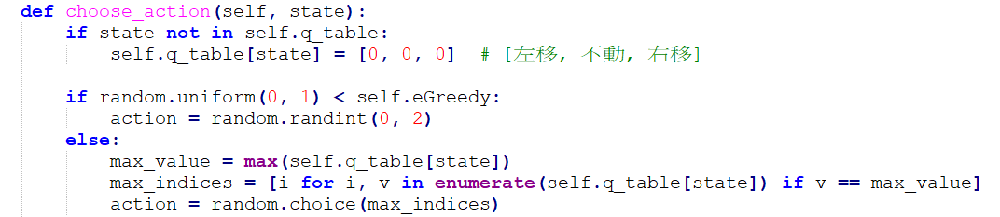 def choose_action(self, state):
    if state not in self.q_table:
        self.q_table[state] = [0, 0, 0]  # [左移, 不動, 右移]

    if random.uniform(0, 1) < self.eGreedy:
        action = random.randint(0, 2)
    else:
        max_value = max(self.q_table[state])
        max_indices = [i for i, v in enumerate(self.q_table[state]) if v == max_value]
        action = random.choice(max_indices)